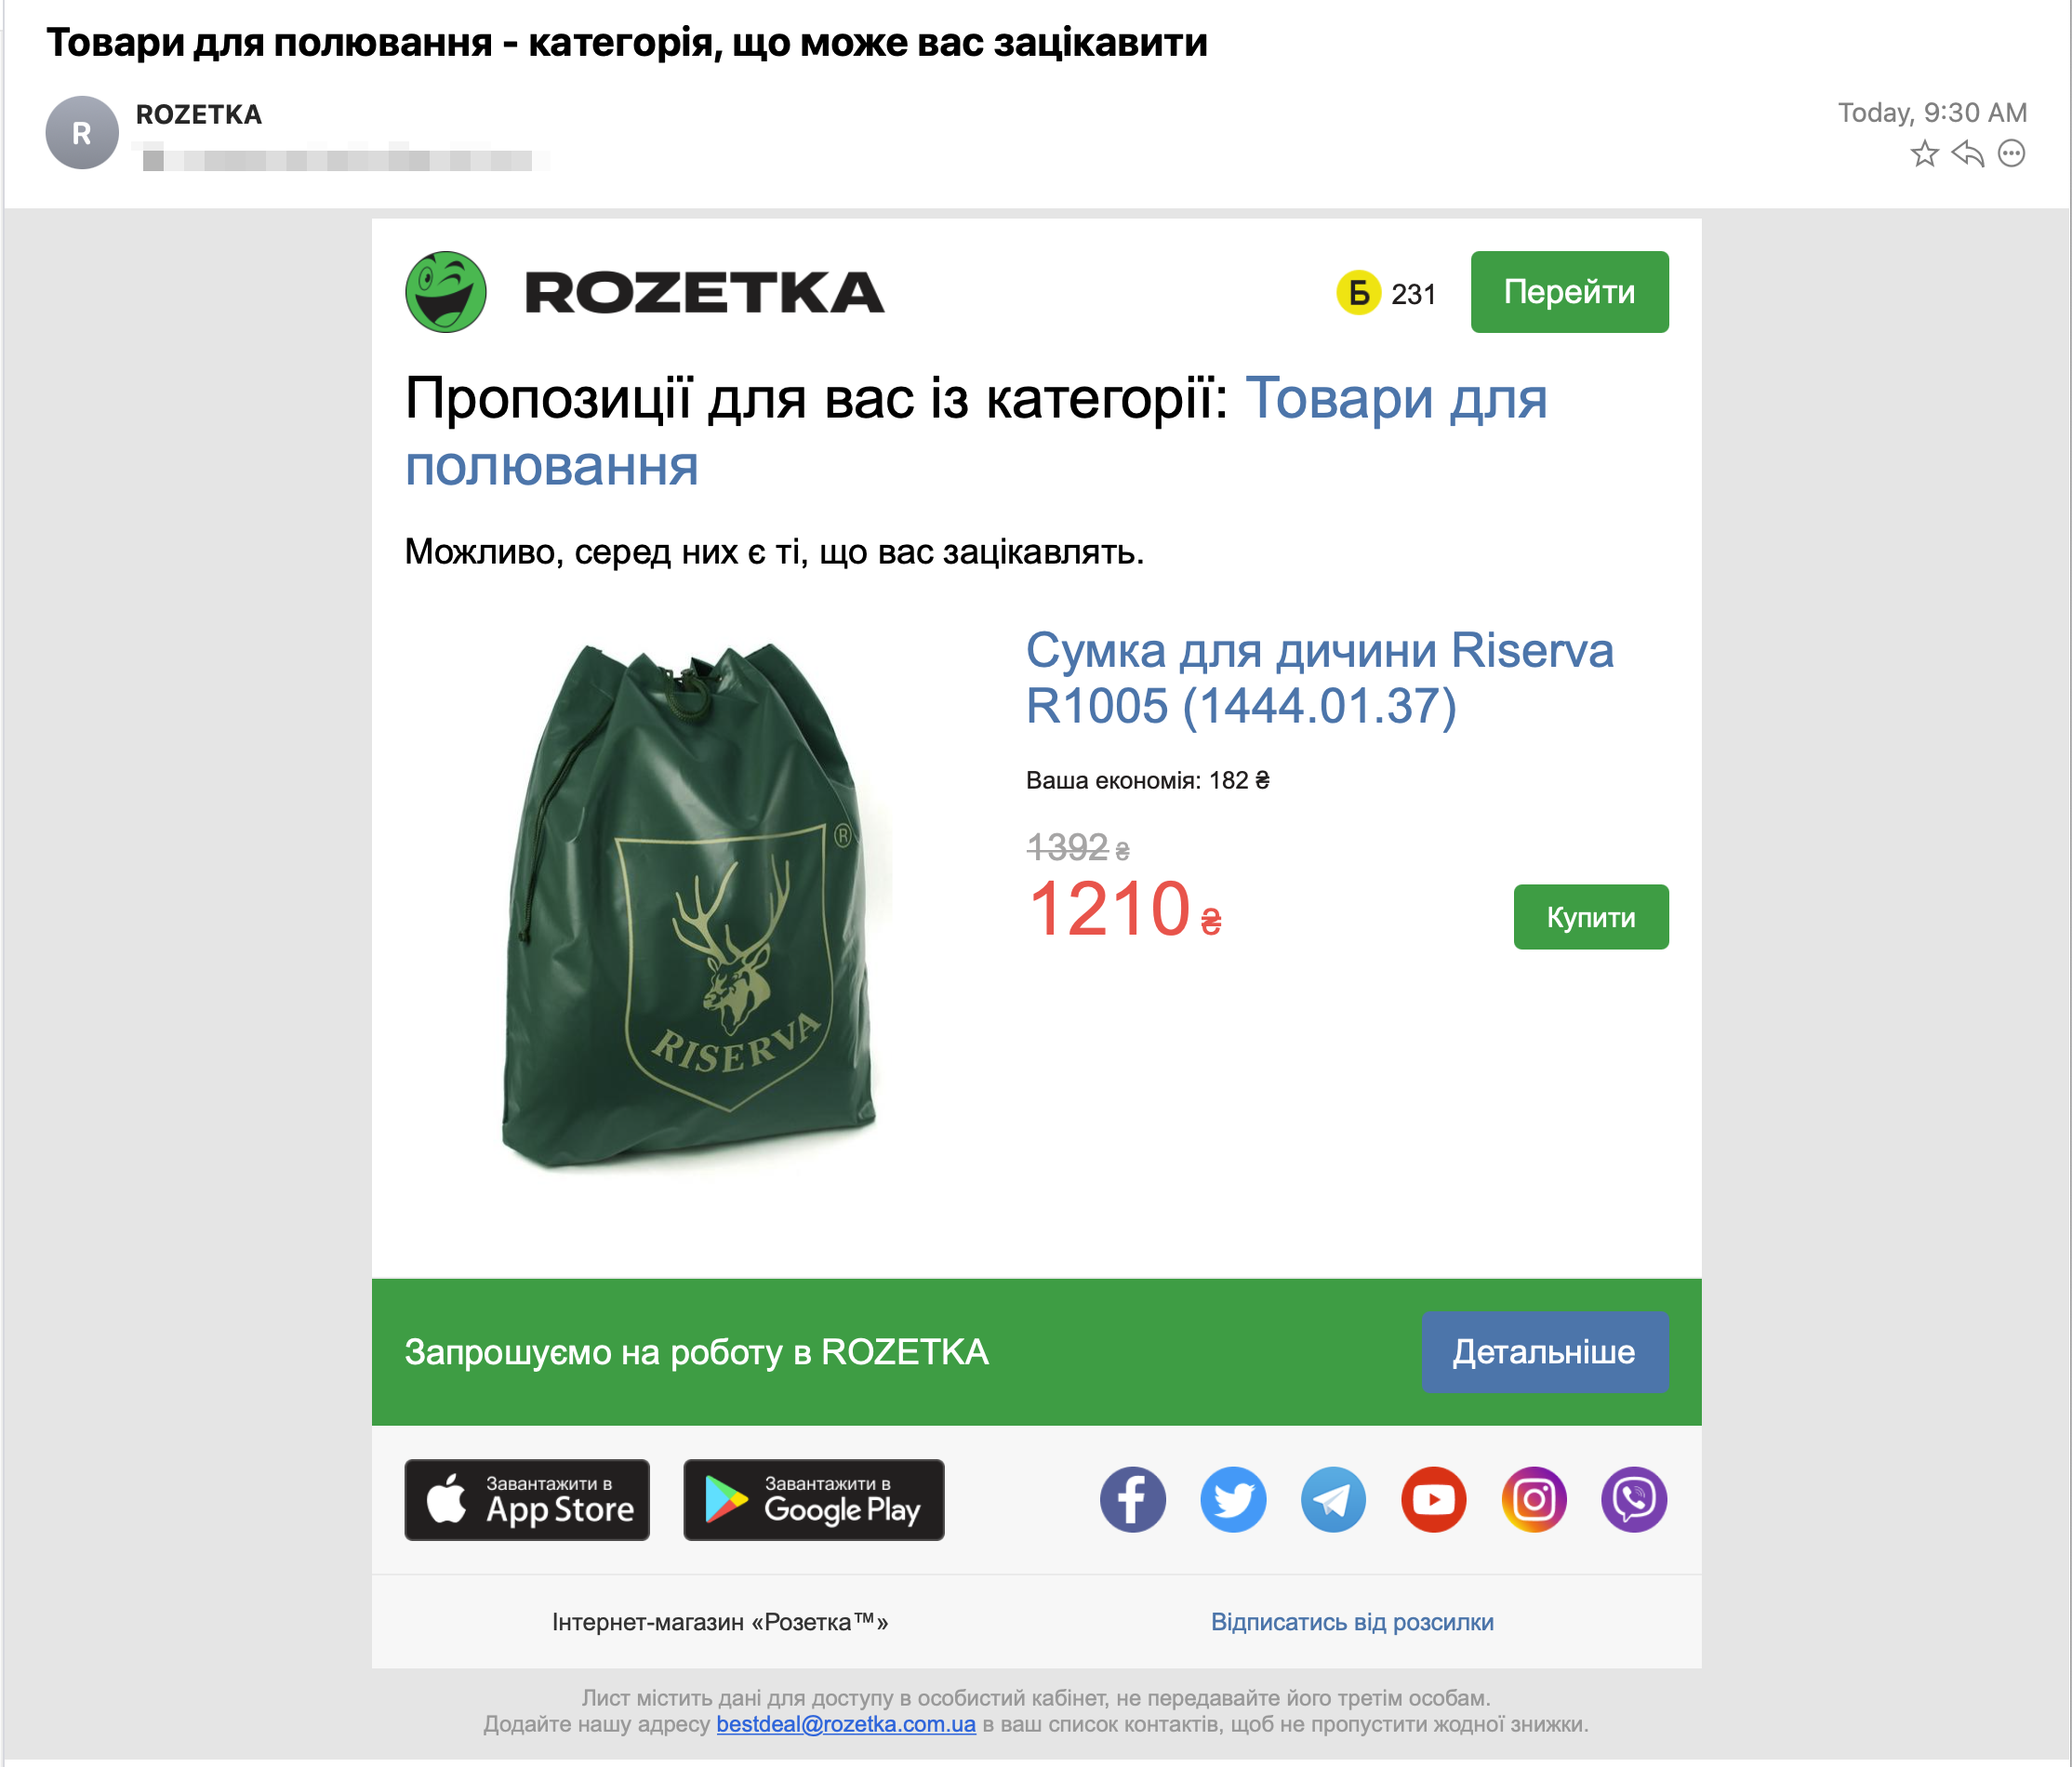 Товари для полювання - категорія, що може вас зацікавити
R
ROZETKA
Today, 9:30 AM
ROZETKA
Б 231
Перейти
Пропозиції для вас із категорії: Товари для
полювання
Можливо, серед них є ті, що вас зацікавлять.
Сумка для дичини Riserva
R1005 (1444.01.37)
Ваша економія: 182 ₴
1392 ₴
1210 ₴
Купити
®
RISERVA
Запрошуємо на роботу в ROZETKA
Детальніше
Завантажити в
App Store
Завантажити в
Google Play
Інтернет-магазин «Розетка™»
Відписатись від розсилки
Лист містить дані для доступу в особистий кабінет, не передавайте його третім особам.
Додайте нашу адресу bestdeal@rozetka.com.ua в ваш список контактів, щоб не пропустити жодної знижки.